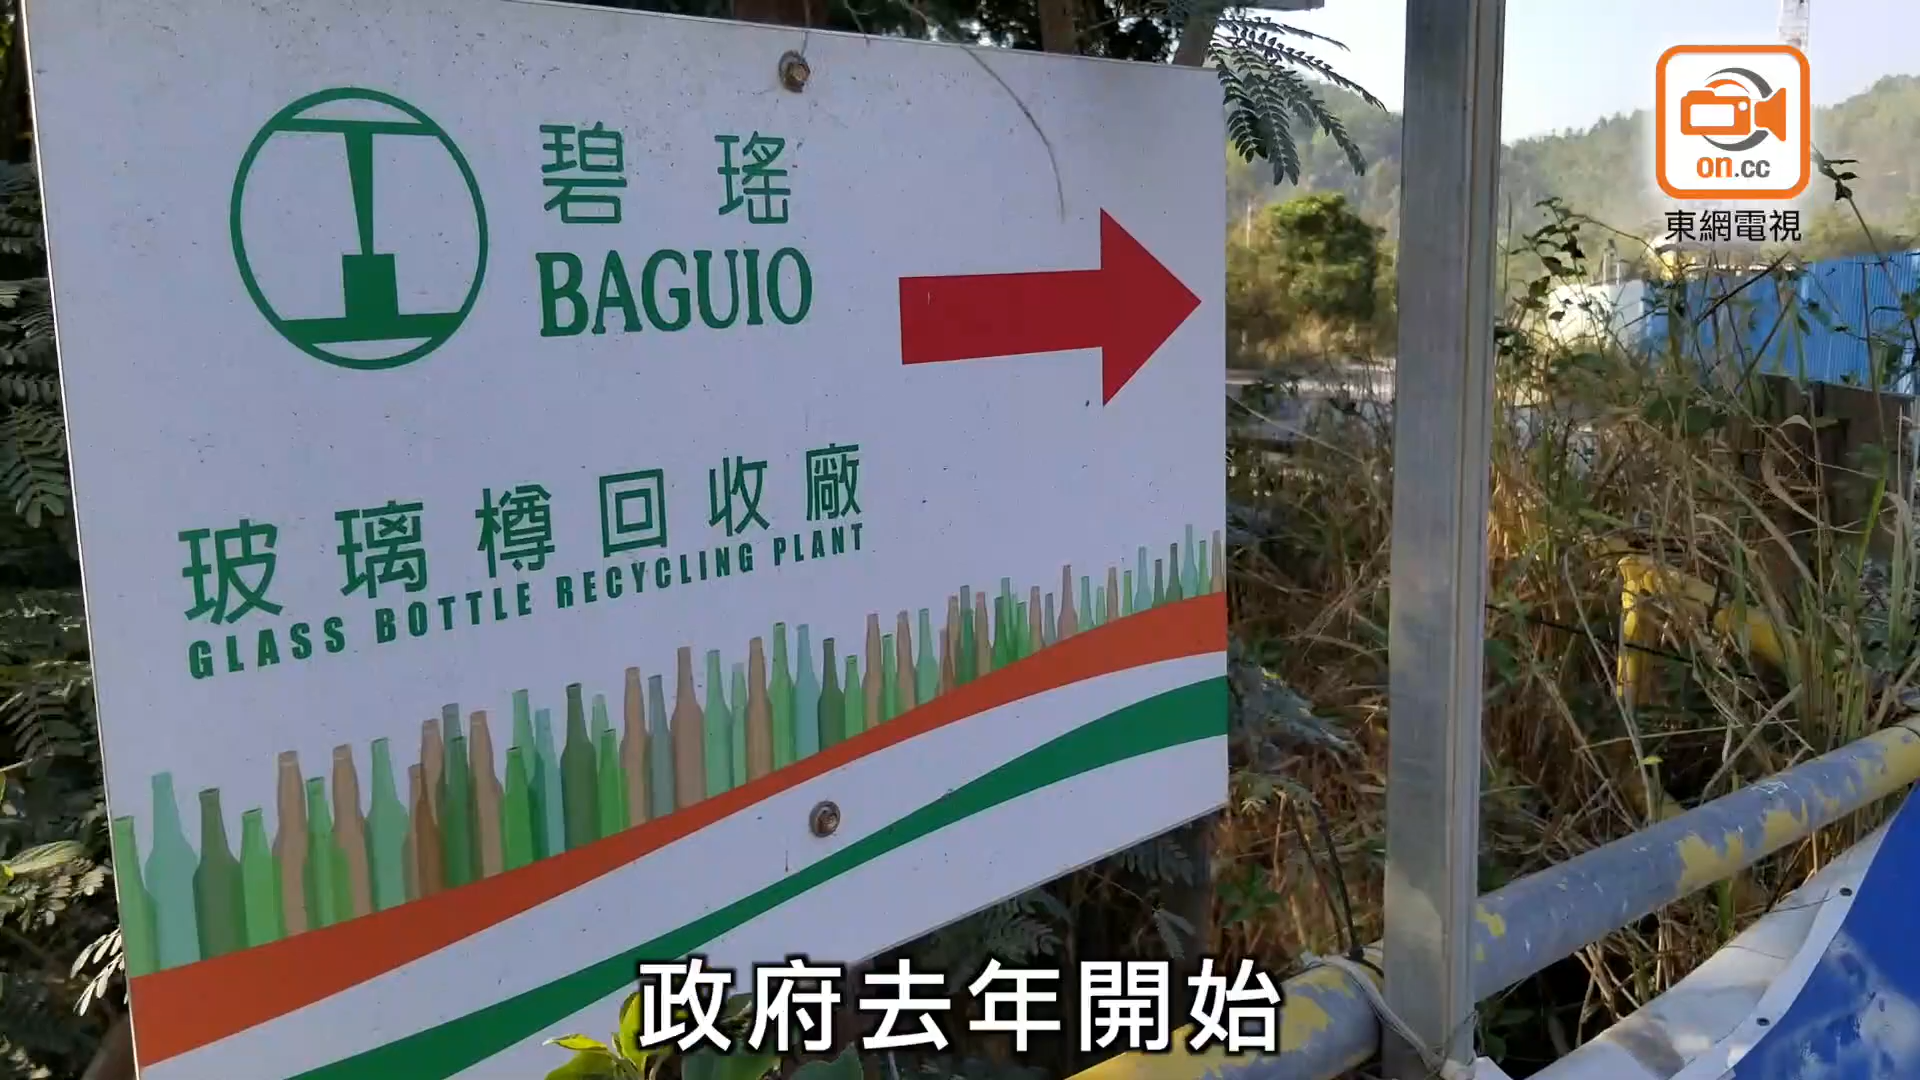 碧瑤
BAGUIO
玻璃樽回收廠
GLASS BOTTLE RECYCLING PLANT
on.cc
東網電視
政府去年開始